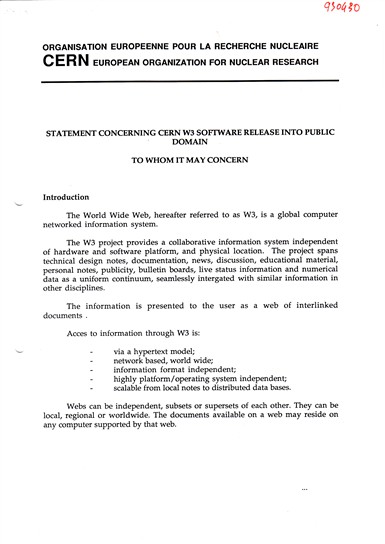 930430
ORGANISATION EUROPEENNE POUR LA RECHERCHE NUCLEAIRE
CERN EUROPEAN ORGANIZATION FOR NUCLEAR RESEARCH
STATEMENT CONCERNING CERN W3 SOFTWARE RELEASE INTO PUBLIC
DOMAIN
TO WHOM IT MAY CONCERN
Introduction
The World Wide Web, hereafter referred to as W3, is a global computer
networked information system.
The W3 project provides a collaborative information system independent
of hardware and software platform, and physical location. The project spans
technical design notes, documentation, news, discussion, educational material,
personal notes, publicity, bulletin boards, live status information and numerical
data as a uniform continuum, seamlessly intergated with similar information in
other disciplines.
The information is presented to the user as a web of interlinked
documents .
Acces to information through W3 is:
- via a hypertext model;
- network based, world wide;
- information format independent;
- highly platform/operating system independent;
- scalable from local notes to distributed data bases.
Webs can be independent, subsets or supersets of each other. They can be
local, regional or worldwide. The documents available on a web may reside on
any computer supported by that web.
...